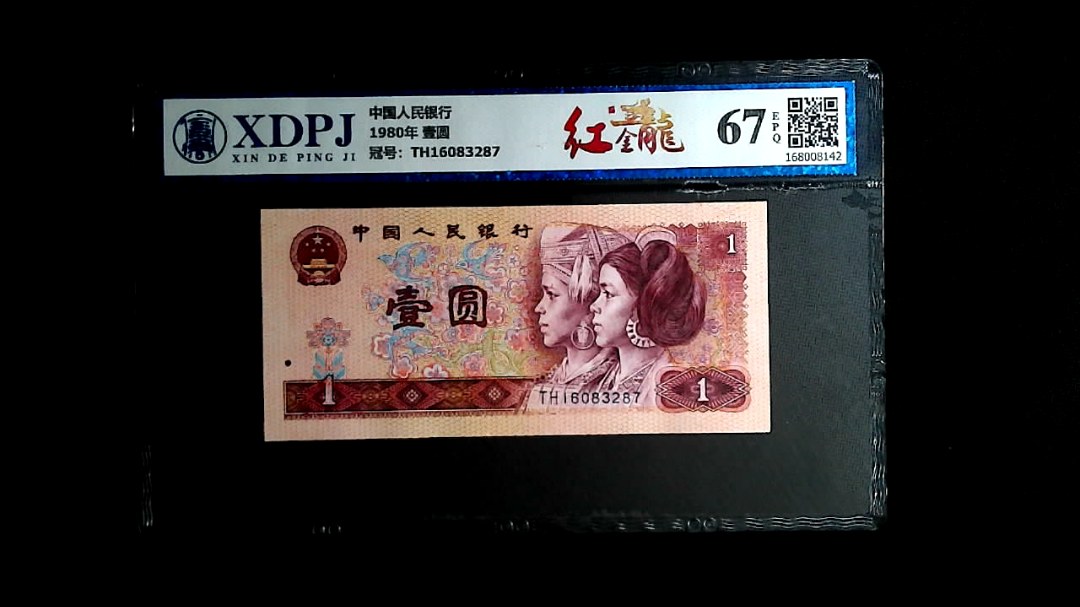 XDPJ
XIN DE PING JI
中国人民银行
1980年 壹圆
冠号：TH16083287
红金龍
67
EPQ
168008142
中国人民银行
1
壹圆
1
TH16083287
1